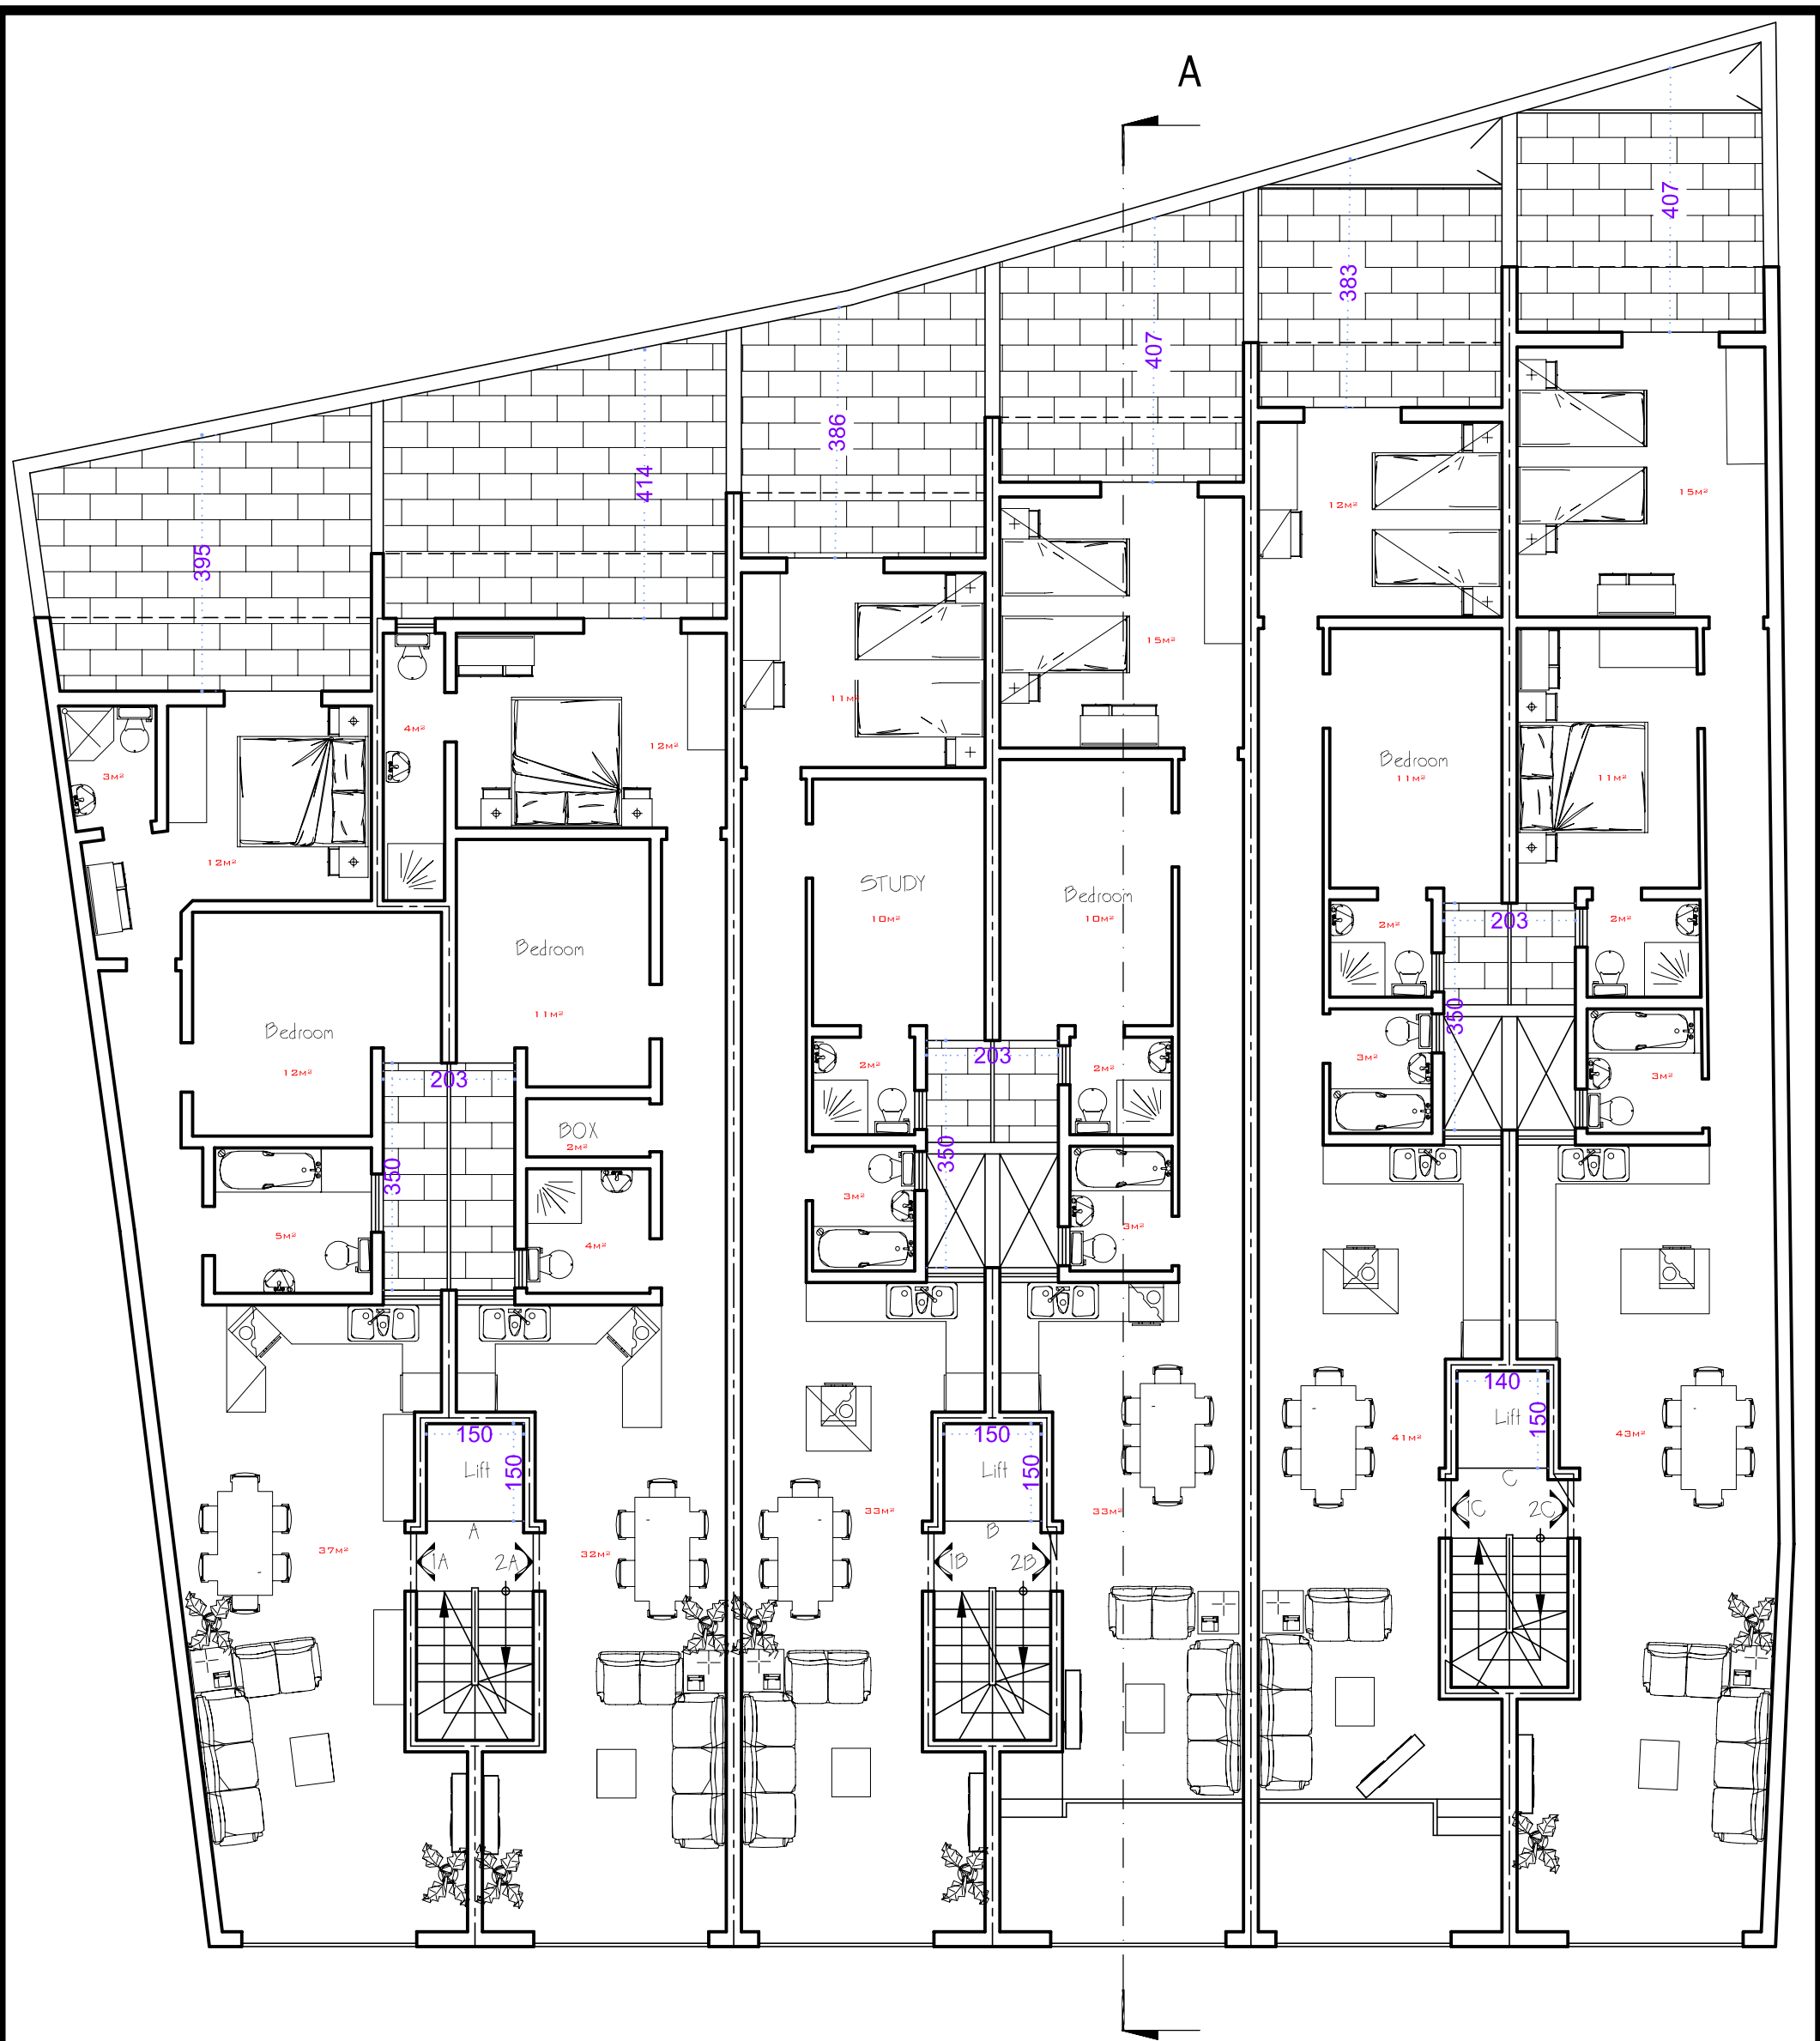 A
407
383
407
386
414
395
15M²
12M²
15M²
11M²
4M²
12M²
3M²
12M²
Bedroom
11M²
11M²
STUDY
10M²
Bedroom
10M²
2M²
203
2M²
Bedroom
11M²
350
3M²
3M²
Bedroom
12M²
203
2M²
203
2M²
BOX
2M²
350
350
3M²
3M²
5M²
4M²
140
Lift
150
41M²
43M²
150
Lift
150
150
Lift
150
C
1C
2C
33M²
33M²
A
B
37M²
1A
2A
32M²
1B
2B